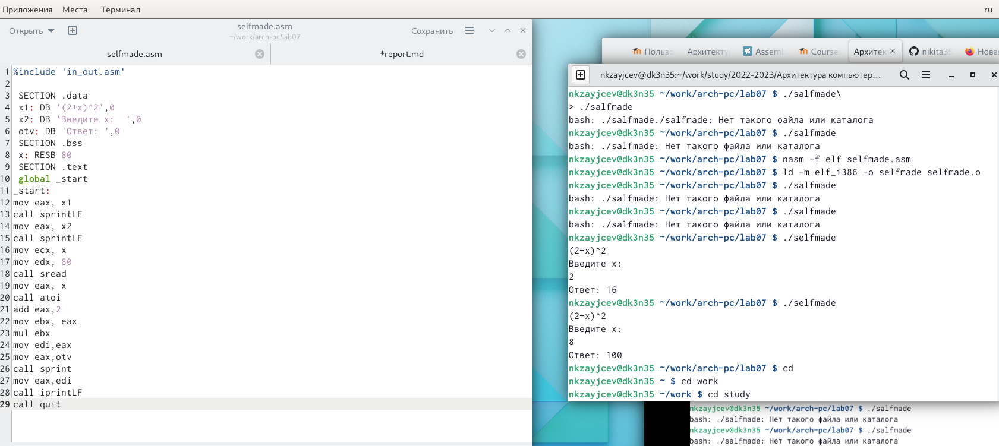 Приложения Места Терминал ru
Открыть selfmade.asm Сохранить
~/work/arch-pc/lab07
selfmade.asm *report.md
1 %include 'in_out.asm'
2
3 SECTION .data
4 x1: DB '(2+x)^2',0
5 x2: DB 'Введите x:  ',0
6 otv: DB 'Ответ: ',0
7 SECTION .bss
8 x: RESB 80
9 SECTION .text
10 global _start
11 _start:
12 mov eax, x1
13 call sprintLF
14 mov eax, x2
15 call sprintLF
16 mov ecx, x
17 mov edx, 80
18 call sread
19 mov eax, x
20 call atoi
21 add eax,2
22 mov ebx, eax
23 mul ebx
24 mov edi,eax
25 mov eax,otv
26 call sprint
27 mov eax,edi
28 call iprintLF
29 call quit
Пользо Архитекту Assemb Course: Архитек nikita35 Нова
nkzayjcev@dk3n35:~/work/study/2022-2023/Архитектура компьютер...
nkzayjcev@dk3n35 ~/work/arch-pc/lab07 $ ./salfmade\
> ./salfmade
bash: ./salfmade./salfmade: Нет такого файла или каталога
nkzayjcev@dk3n35 ~/work/arch-pc/lab07 $ ./salfmade
bash: ./salfmade: Нет такого файла или каталога
nkzayjcev@dk3n35 ~/work/arch-pc/lab07 $ nasm -f elf selfmade.asm
nkzayjcev@dk3n35 ~/work/arch-pc/lab07 $ ld -m elf_i386 -o selfmade selfmade.o
nkzayjcev@dk3n35 ~/work/arch-pc/lab07 $ ./salfmade
bash: ./salfmade: Нет такого файла или каталога
nkzayjcev@dk3n35 ~/work/arch-pc/lab07 $ ./salfmade
bash: ./salfmade: Нет такого файла или каталога
nkzayjcev@dk3n35 ~/work/arch-pc/lab07 $ ./selfmade
(2+x)^2
Введите x:
2
Ответ: 16
nkzayjcev@dk3n35 ~/work/arch-pc/lab07 $ ./selfmade
(2+x)^2
Введите x:
8
Ответ: 100
nkzayjcev@dk3n35 ~/work/arch-pc/lab07 $ cd
nkzayjcev@dk3n35 ~ $ cd work
nkzayjcev@dk3n35 ~/work $ cd study
nkzayjcev@dk3n35 ~/work/arch-pc/lab07 $ ./salfmade
bash: ./salfmade: Нет такого файла или каталога
nkzayjcev@dk3n35 ~/work/arch-pc/lab07 $ ./salfmade
bash: ./salfmade: Нет такого файла или каталога